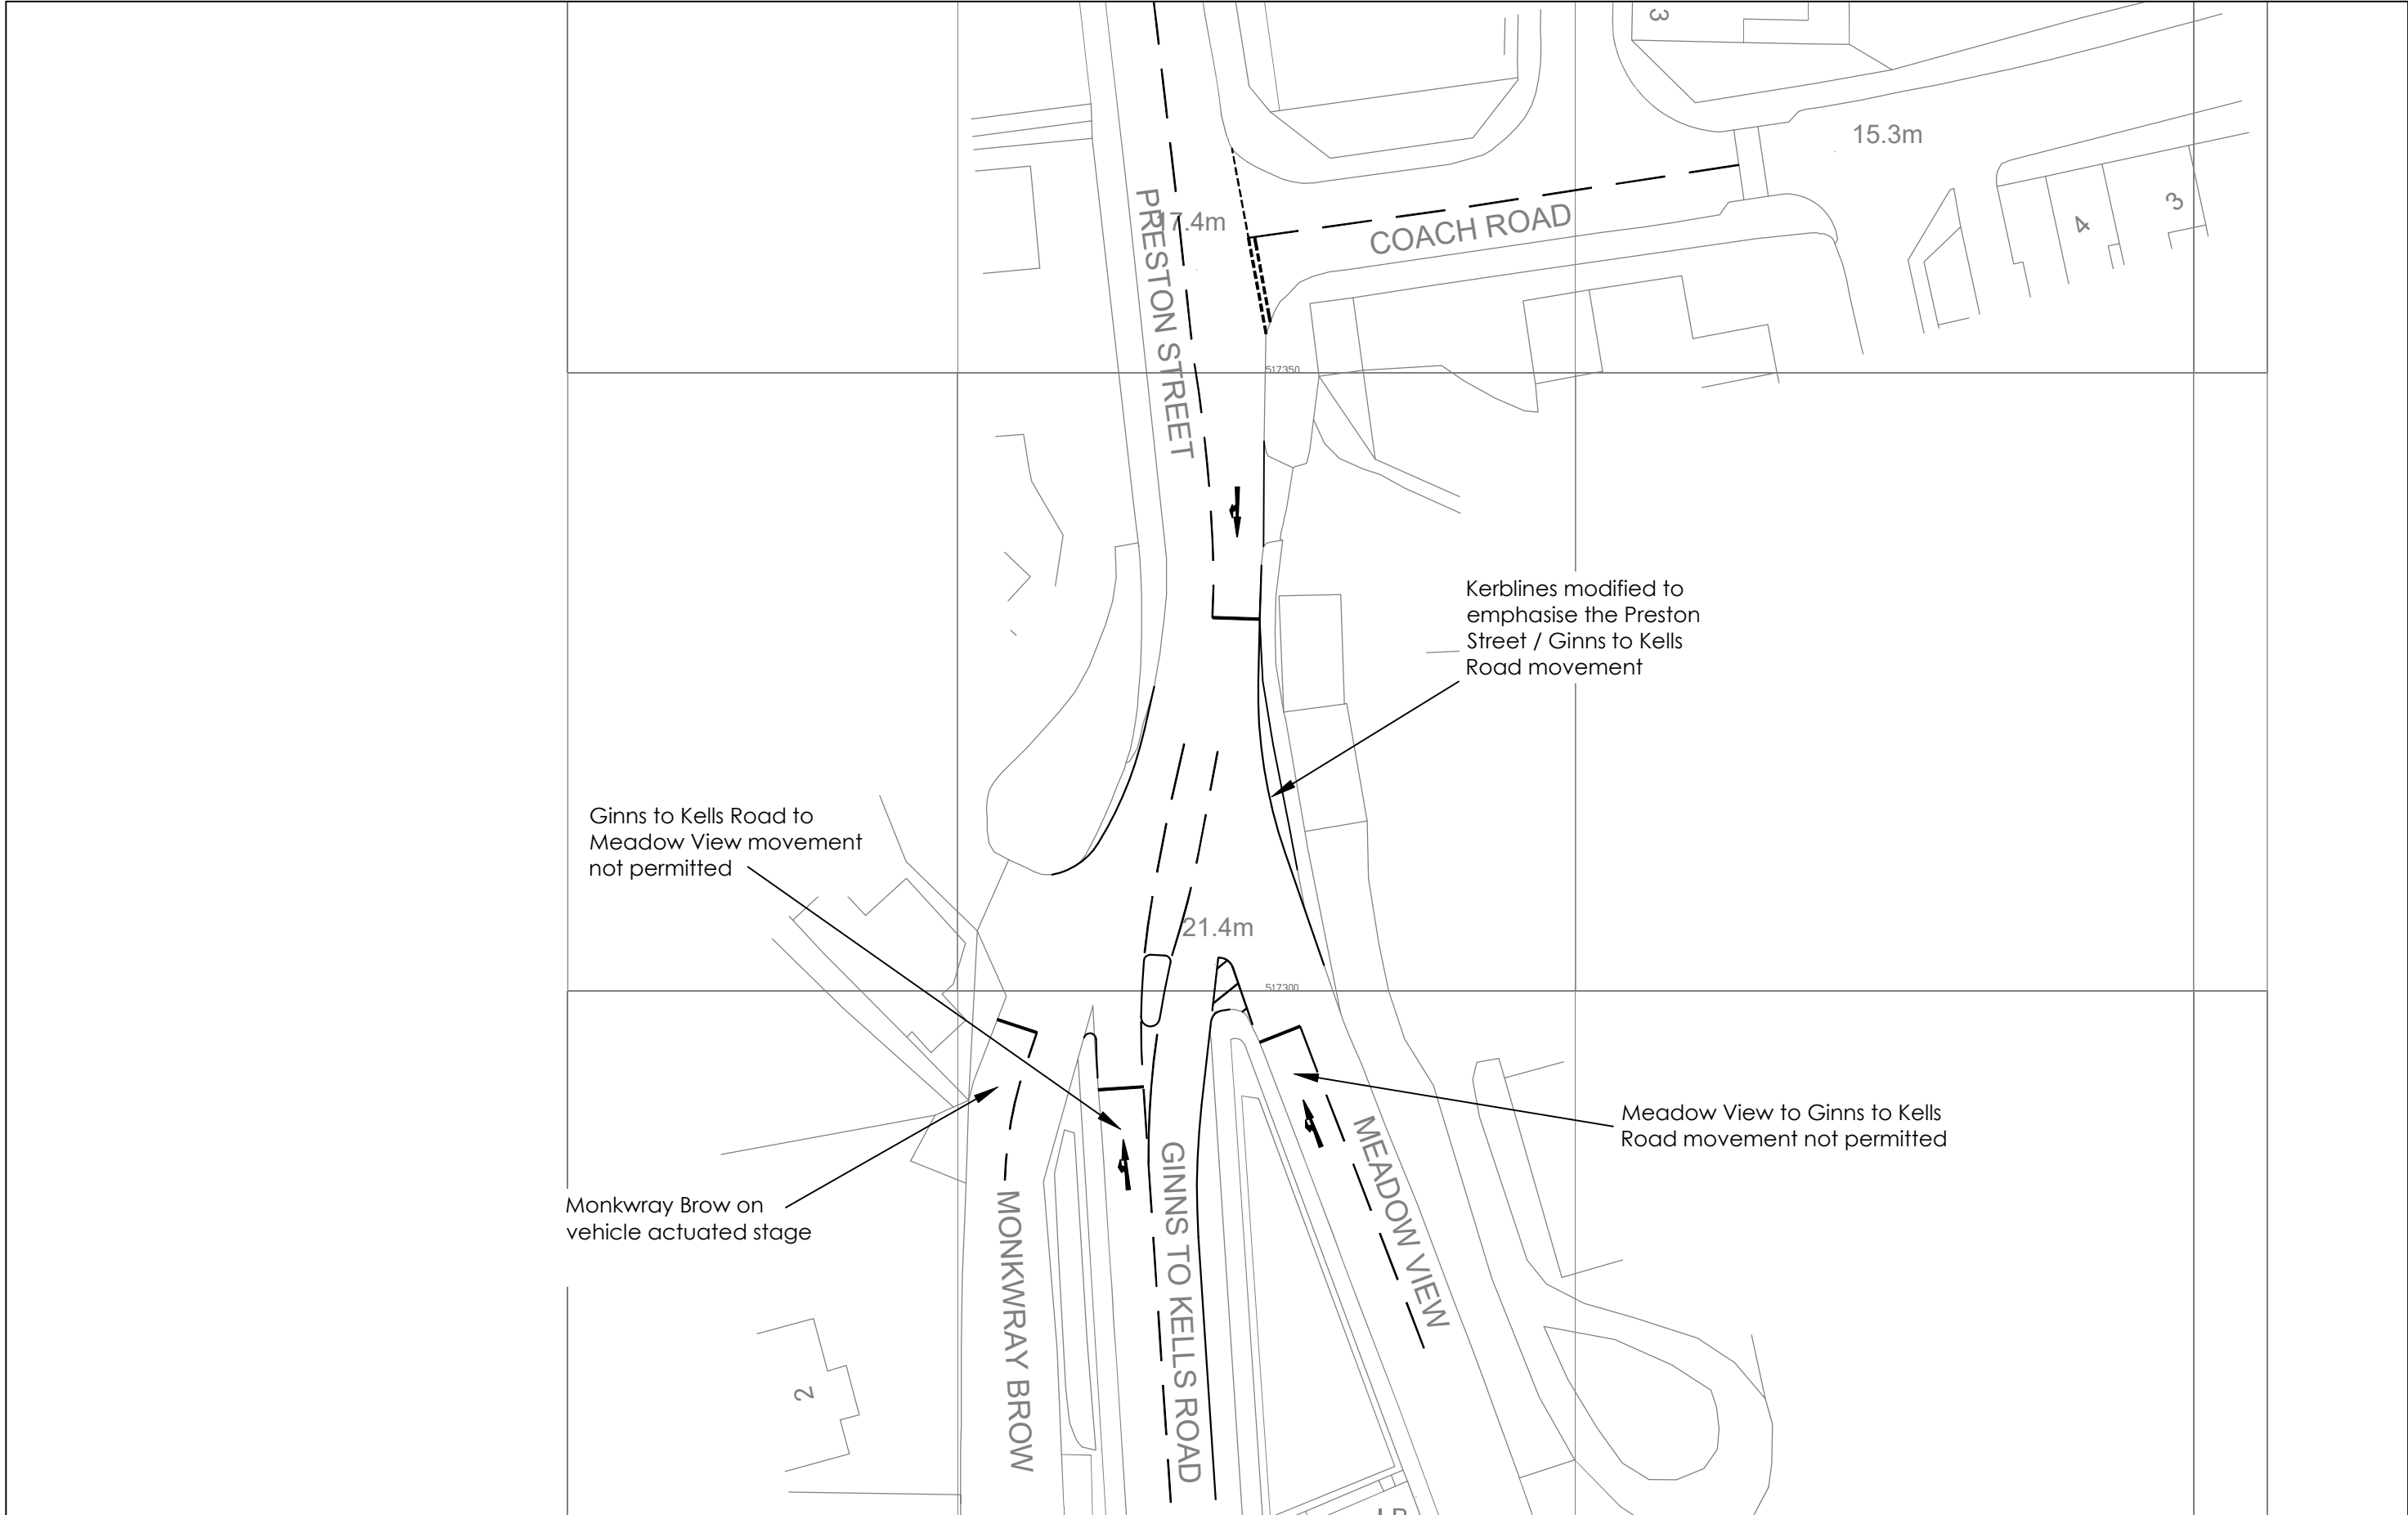 3
15.3m
17.4m
PRESTON STREET
COACH ROAD
4
3
517350
Kerblines modified to
emphasise the Preston
Street / Ginns to Kells
Road movement
Ginns to Kells Road to
Meadow View movement
not permitted
21.4m
517300
Meadow View to Ginns to Kells
Road movement not permitted
Monkwray Brow on
vehicle actuated stage
MONKWRAY BROW
GINNS TO KELLS ROAD
MEADOW VIEW
2